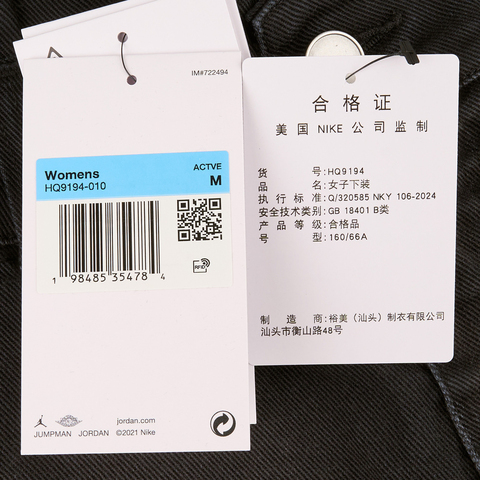 IM#722494
Womens
HQ9194-010
ACTVE
M
1 98485 35478 4
RFID
JUMPMAN JORDAN
jordan.com
©2021 Nike
合格证
美国 NIKE 公司监制
货号:HQ9194
品名:女子下装
执行标准:Q/320585 NKY 106-2024
安全技术类别:GB 18401 B类
产品等级:合格品
号型:160/66A
制造商:裕美（汕头）制衣有限公司
汕头市衡山路48号